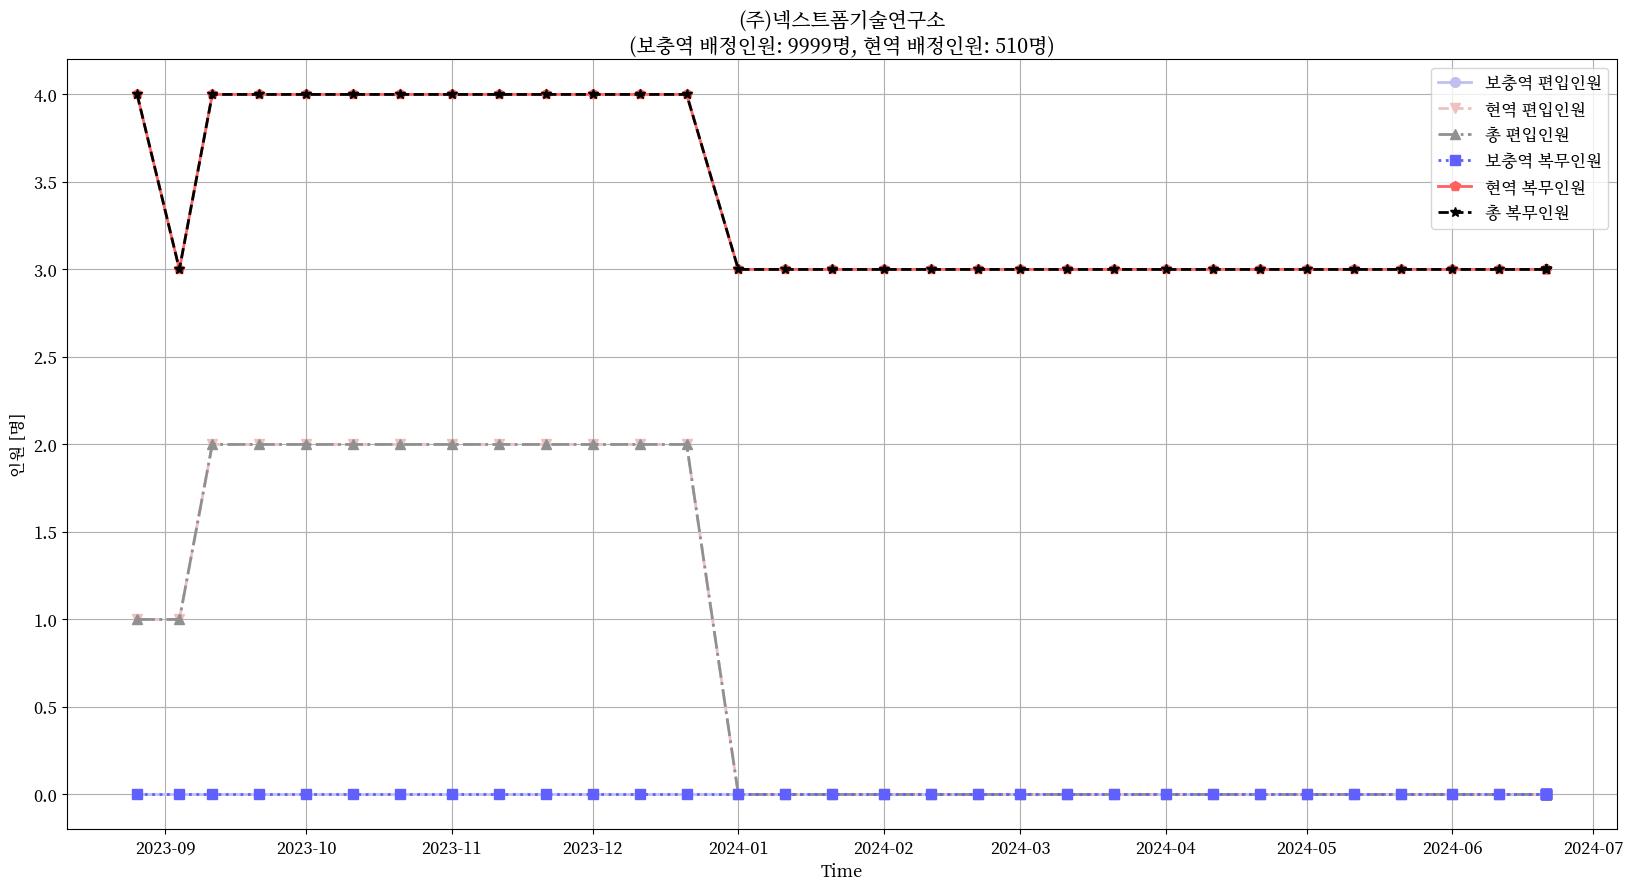 (주)넥스트폼기술연구소
(보충역 배정인원: 9999명, 현역 배정인원: 510명)
보충역 편입인원
현역 편입인원
총 편입인원
보충역 복무인원
현역 복무인원
총 복무인원
4.0
3.5
3.0
2.5
2.0
1.5
1.0
0.5
0.0
인원 [명]
2023-09 2023-10 2023-11 2023-12 2024-01 2024-02 2024-03 2024-04 2024-05 2024-06 2024-07
Time